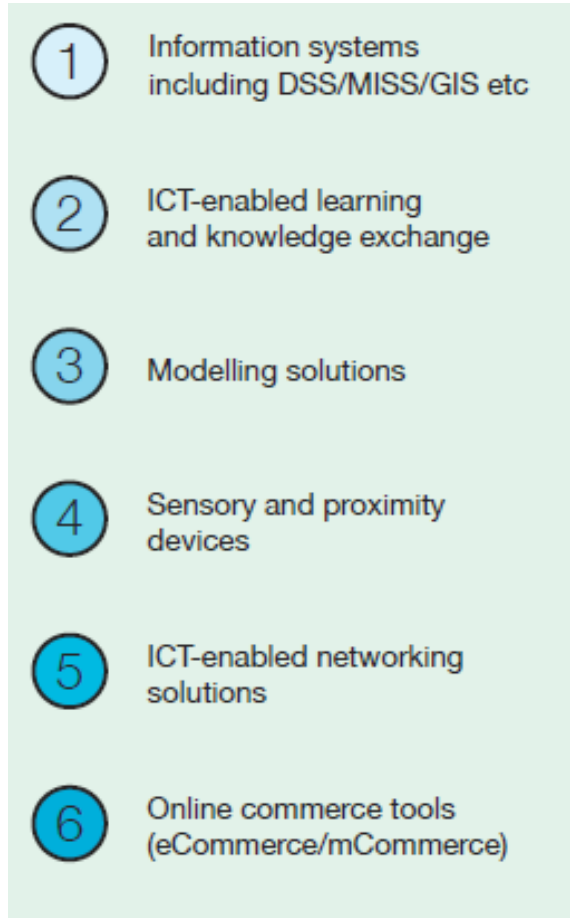 1
Information systems
including DSS/MISS/GIS etc
2
ICT-enabled learning
and knowledge exchange
3
Modelling solutions
4
Sensory and proximity
devices
5
ICT-enabled networking
solutions
6
Online commerce tools
(eCommerce/mCommerce)